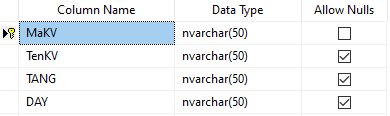 Column Name Data Type Allow Nulls
MaKV nvarchar(50)
TenKV nvarchar(50)
TANG nvarchar(50)
DAY nvarchar(50)